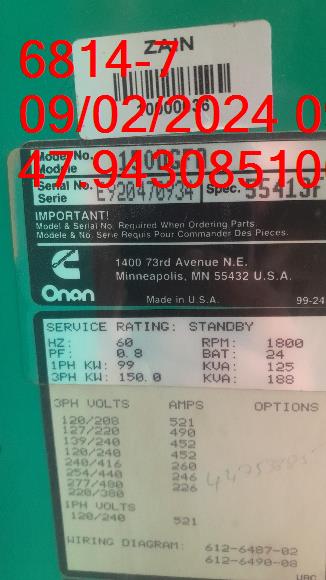 ZAIN
6814-7
09/02/2024 0
47.94308510
Model No.
Modèle
Serial No.
Serie
E920470934
Spec.
S5413F
IMPORTANT!
Model & Serial No. Required When Ordering Parts
Modele & No. Serie Requis Pour Commander Des Pieces.
1400 73rd Avenue N.E.
Minneapolis, MN 55432 U.S.A.
Onan
Made in U.S.A.
99-24
SERVICE RATING: STANDBY
HZ: 60 RPM: 1800
PF: 0.8 BAT: 24
1PH KW: 99 KVA: 125
3PH KW: 150.0 KVA: 188
3PH VOLTS AMPS OPTIONS
120/208 521
127/220 490
139/240 452
120/240 452
240/416 260
254/440 246
277/480 226
220/380
1PH VOLTS
120/240 521
WIRING DIAGRAM: 612-6487-02
612-6490-08